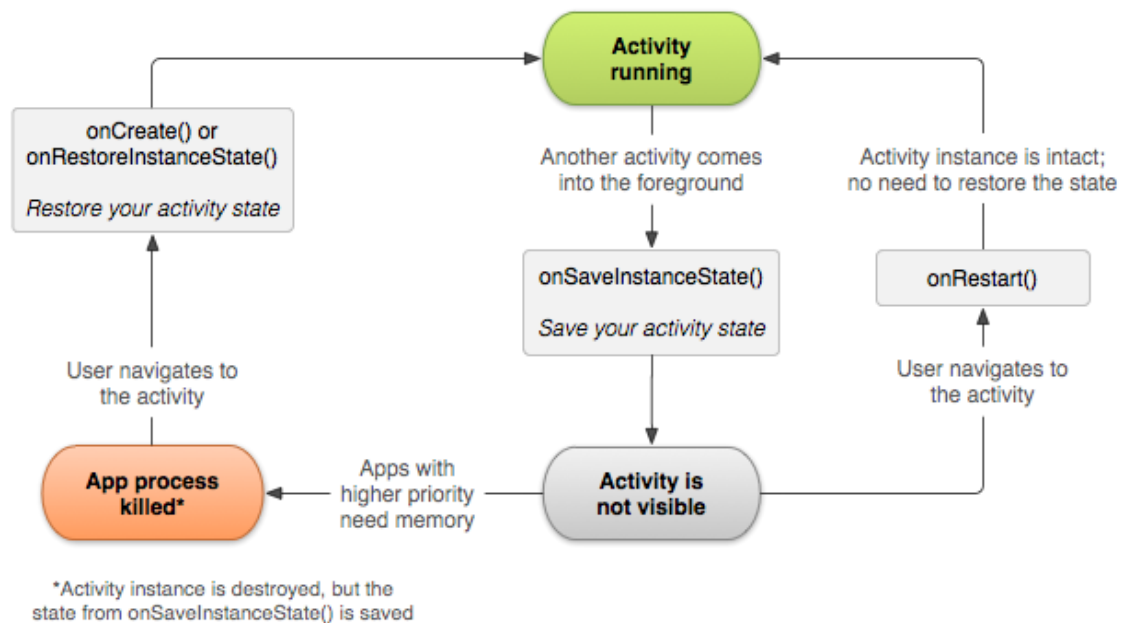 Activity
running
onCreate() or
onRestoreInstanceState()
Restore your activity state
Another activity comes
into the foreground
Activity instance is intact;
no need to restore the state
onSaveInstanceState()
Save your activity state
onRestart()
User navigates to
the activity
User navigates to
the activity
App process
killed*
Apps with
higher priority
need memory
Activity is
not visible
*Activity instance is destroyed, but the
state from onSaveInstanceState() is saved